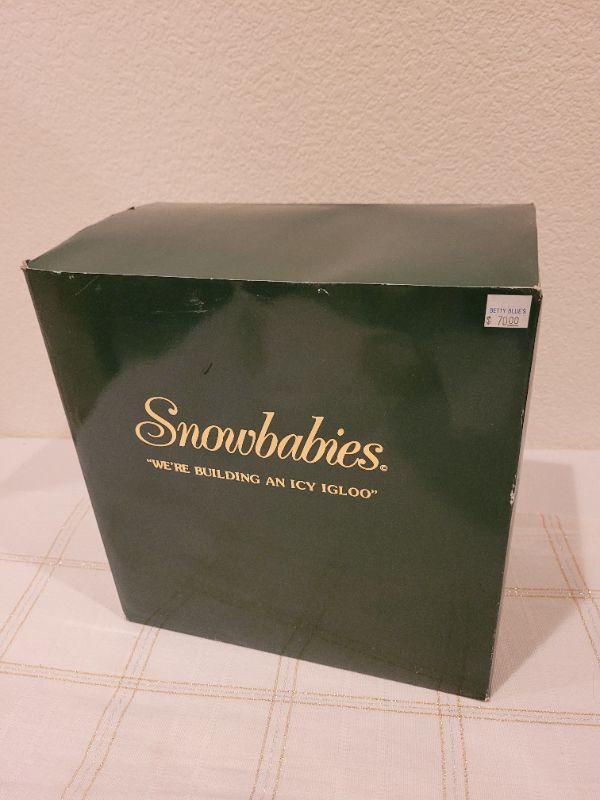 BETTY BLUE'S
$ 70.00
Snowbabies©
"WE'RE BUILDING AN ICY IGLOO"